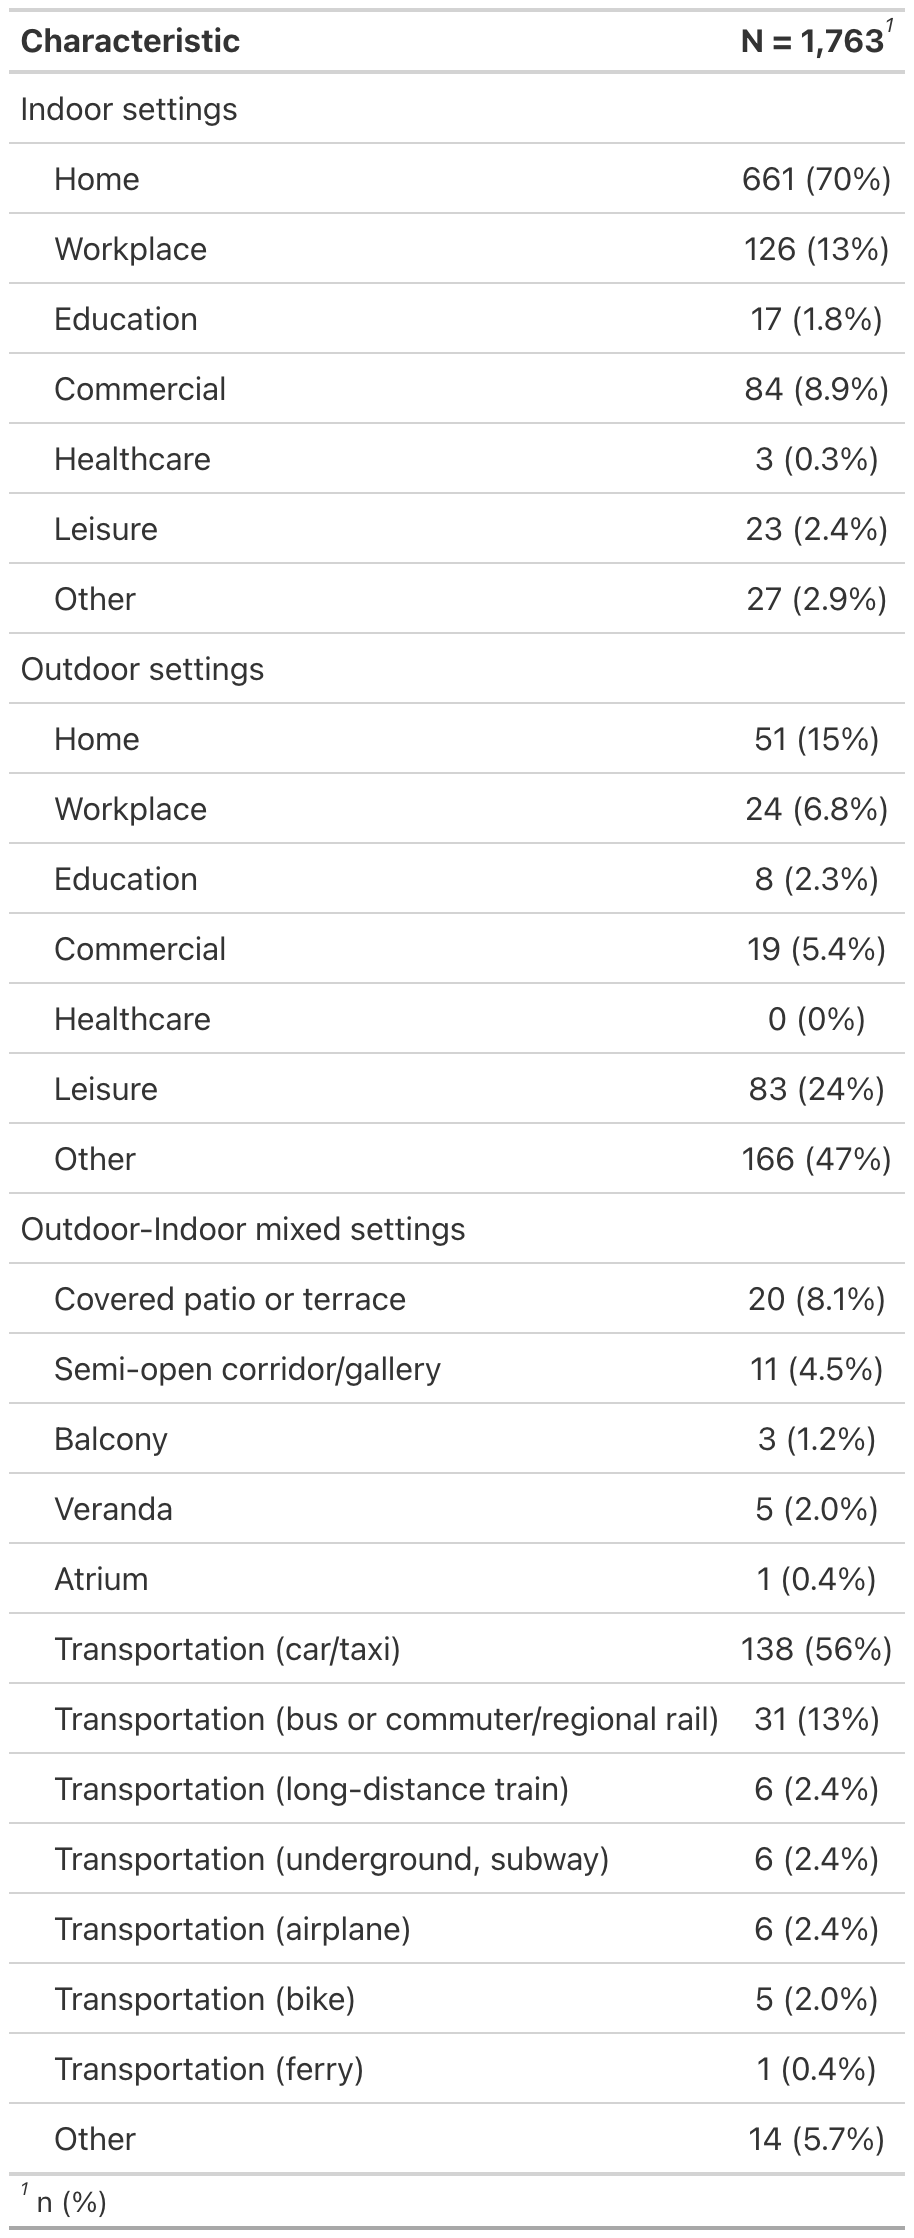 Characteristic N = 1,763¹
Indoor settings
Home 661 (70%)
Workplace 126 (13%)
Education 17 (1.8%)
Commercial 84 (8.9%)
Healthcare 3 (0.3%)
Leisure 23 (2.4%)
Other 27 (2.9%)
Outdoor settings
Home 51 (15%)
Workplace 24 (6.8%)
Education 8 (2.3%)
Commercial 19 (5.4%)
Healthcare 0 (0%)
Leisure 83 (24%)
Other 166 (47%)
Outdoor-Indoor mixed settings
Covered patio or terrace 20 (8.1%)
Semi-open corridor/gallery 11 (4.5%)
Balcony 3 (1.2%)
Veranda 5 (2.0%)
Atrium 1 (0.4%)
Transportation (car/taxi) 138 (56%)
Transportation (bus or commuter/regional rail) 31 (13%)
Transportation (long-distance train) 6 (2.4%)
Transportation (underground, subway) 6 (2.4%)
Transportation (airplane) 6 (2.4%)
Transportation (bike) 5 (2.0%)
Transportation (ferry) 1 (0.4%)
Other 14 (5.7%)
¹ n (%)